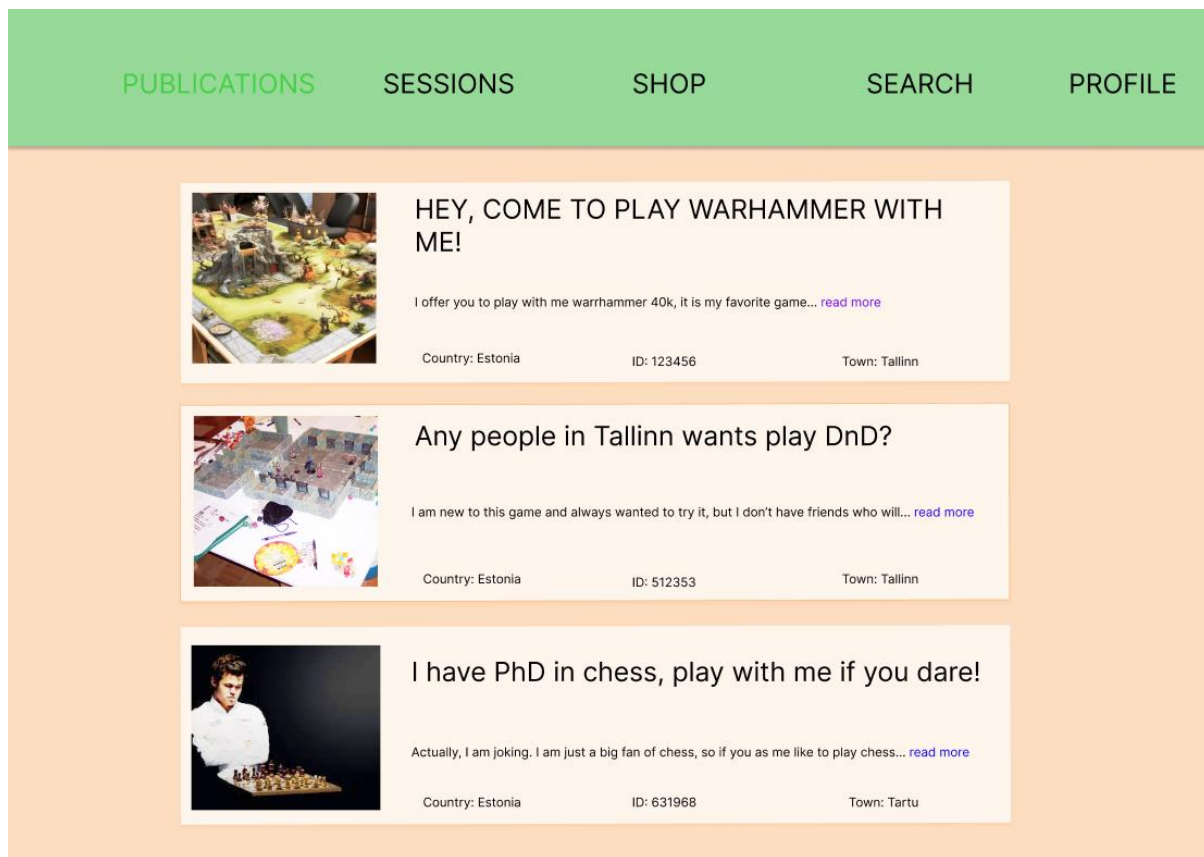 PUBLICATIONS SESSIONS SHOP SEARCH PROFILE
HEY, COME TO PLAY WARHAMMER WITH
ME!
I offer you to play with me warrhammer 40k, it is my favorite game... read more
Country: Estonia ID: 123456 Town: Tallinn
Any people in Tallinn wants play DnD?
I am new to this game and always wanted to try it, but I don’t have friends who will... read more
Country: Estonia ID: 512353 Town: Tallinn
I have PhD in chess, play with me if you dare!
Actually, I am joking. I am just a big fan of chess, so if you as me like to play chess... read more
Country: Estonia ID: 631968 Town: Tartu